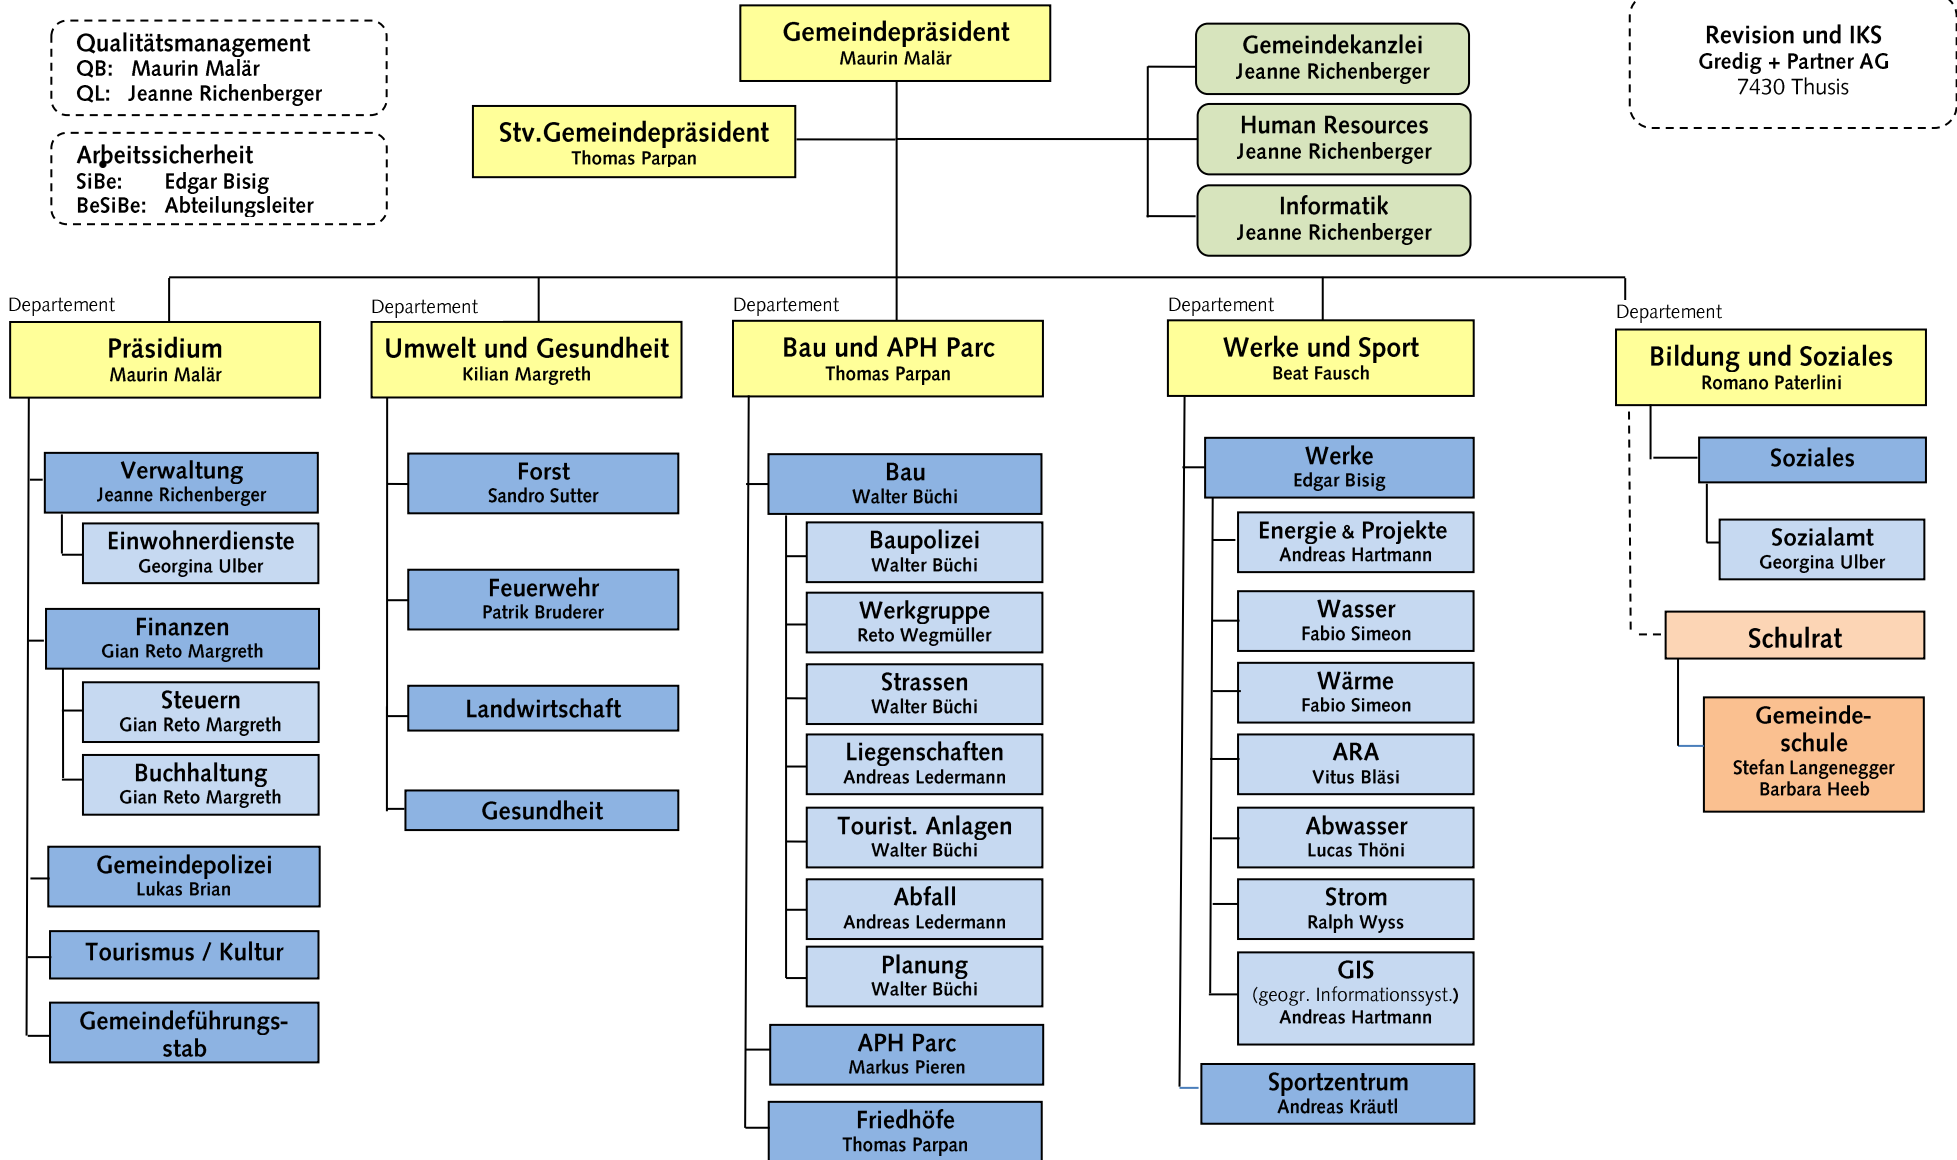 Qualitätsmanagement
QB: Maurin Malär
QL: Jeanne Richenberger
Arbeitssicherheit
SiBe: Edgar Bisig
BeSiBe: Abteilungsleiter
Gemeindepräsident
Maurin Malär
Stv.Gemeindepräsident
Thomas Parpan
Gemeindekanzlei
Jeanne Richenberger
Human Resources
Jeanne Richenberger
Informatik
Jeanne Richenberger
Revision und IKS
Gredig + Partner AG
7430 Thusis
Departement
Präsidium
Maurin Malär
Verwaltung
Jeanne Richenberger
Einwohnerdienste
Georgina Ulber
Finanzen
Gian Reto Margreth
Steuern
Gian Reto Margreth
Buchhaltung
Gian Reto Margreth
Gemeindepolizei
Lukas Brian
Tourismus / Kultur
Gemeindeführungs-
stab
Departement
Umwelt und Gesundheit
Kilian Margreth
Forst
Sandro Sutter
Feuerwehr
Patrik Bruderer
Landwirtschaft
Gesundheit
Departement
Bau und APH Parc
Thomas Parpan
Bau
Walter Büchi
Baupolizei
Walter Büchi
Werkgruppe
Reto Wegmüller
Strassen
Walter Büchi
Liegenschaften
Andreas Ledermann
Tourist. Anlagen
Walter Büchi
Abfall
Andreas Ledermann
Planung
Walter Büchi
APH Parc
Markus Pieren
Friedhöfe
Thomas Parpan
Departement
Werke und Sport
Beat Fausch
Werke
Edgar Bisig
Energie & Projekte
Andreas Hartmann
Wasser
Fabio Simeon
Wärme
Fabio Simeon
ARA
Vitus Bläsi
Abwasser
Lucas Thöni
Strom
Ralph Wyss
GIS
(geogr. Informationssyst.)
Andreas Hartmann
Sportzentrum
Andreas Kräutl
Departement
Bildung und Soziales
Romano Paterlini
Soziales
Sozialamt
Georgina Ulber
Schulrat
Gemeinde-
schule
Stefan Langenegger
Barbara Heeb